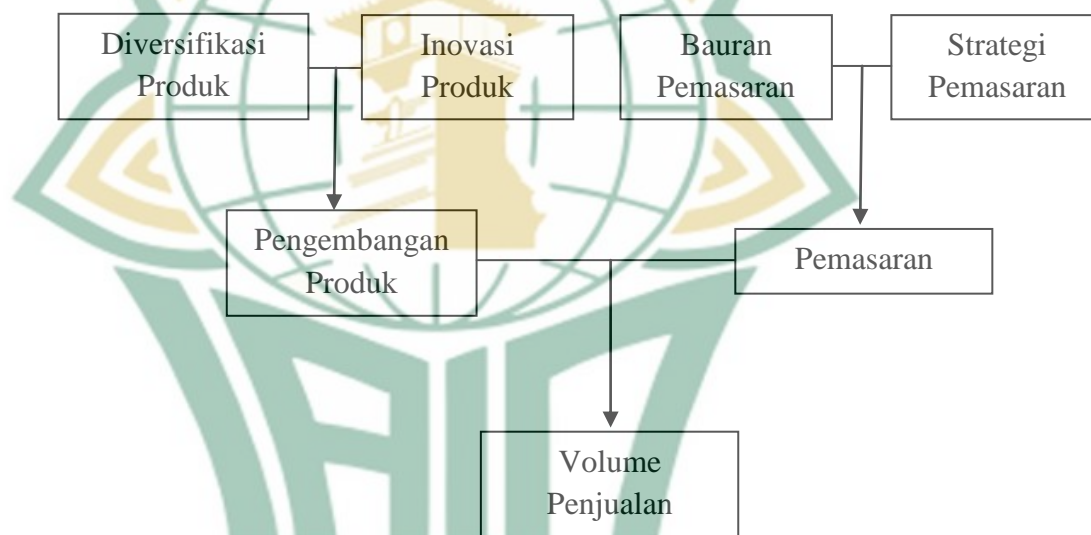 Diversifikasi
Produk
Inovasi
Produk
Bauran
Pemasaran
Strategi
Pemasaran
Pengembangan
Produk
Pemasaran
Volume
Penjualan